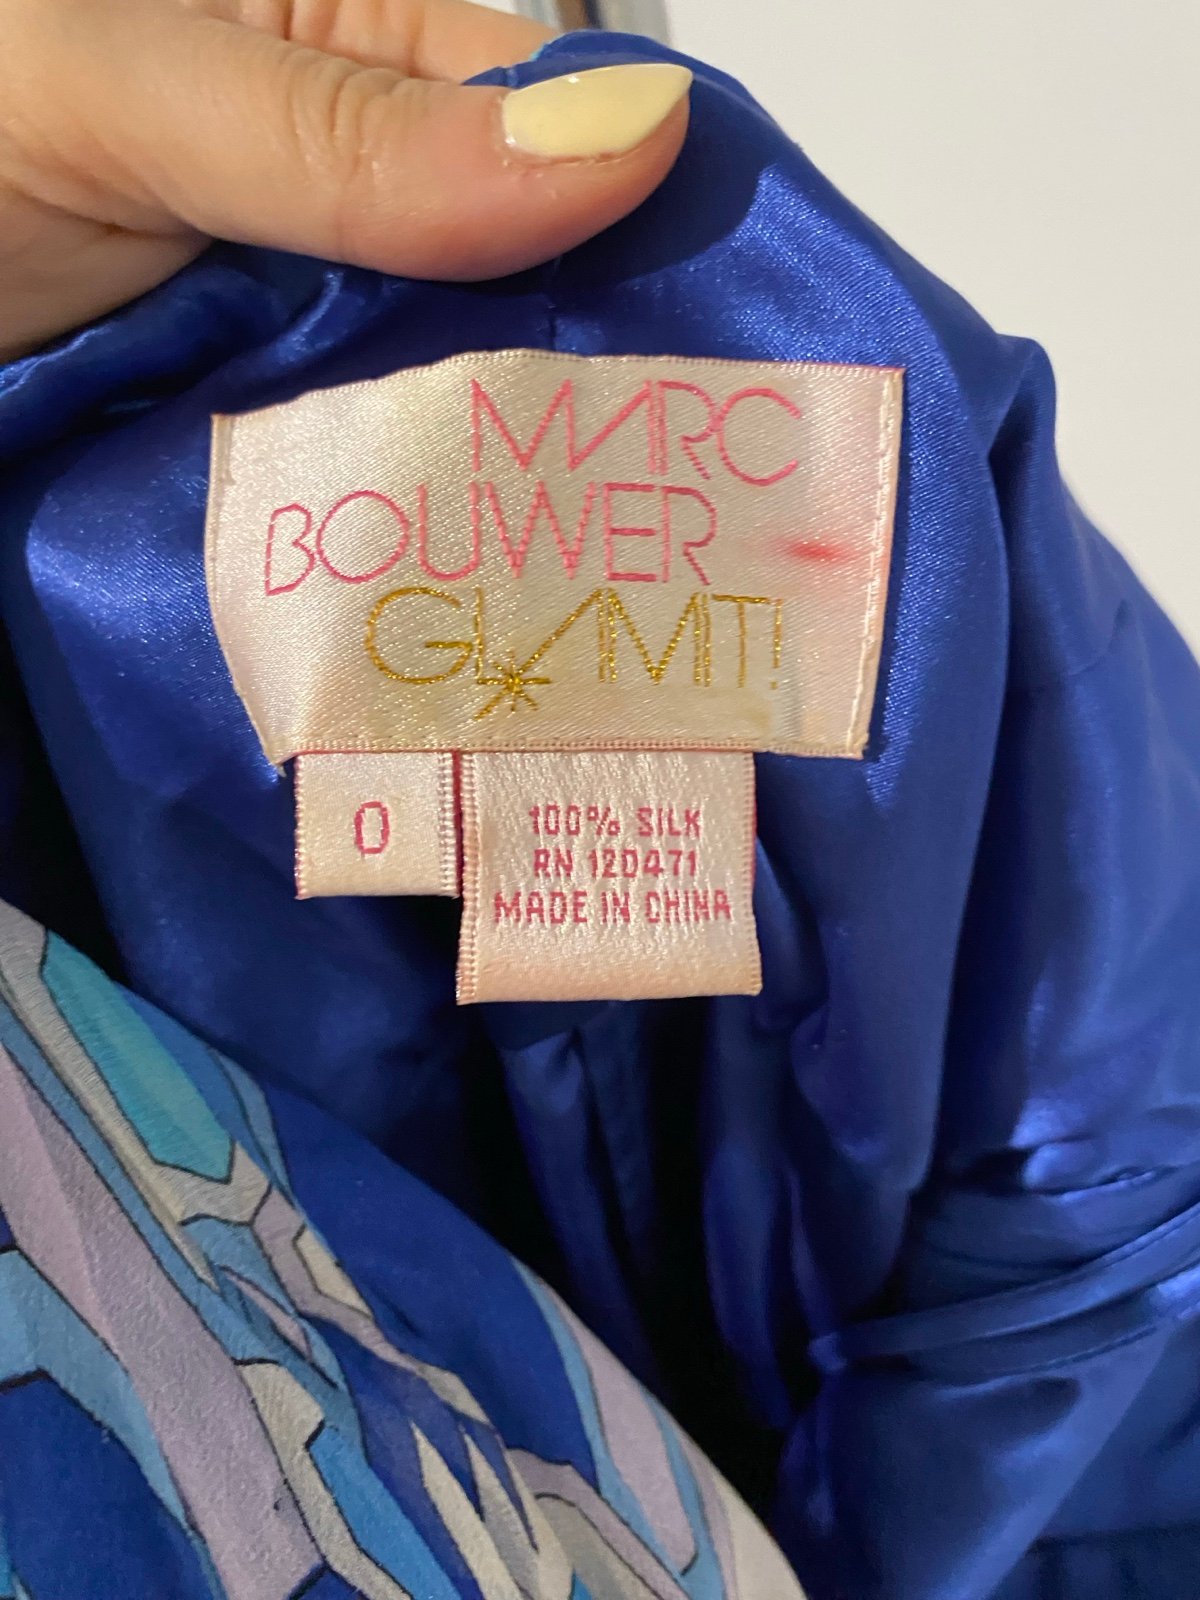 MARC
BOUWER
GLAMIT!
0
100% SILK
RN 120471
MADE IN CHINA